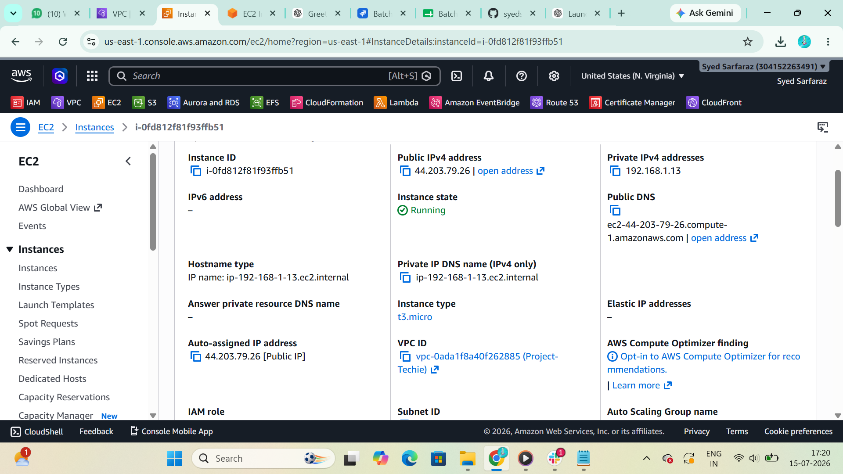 (10) V
VPC |
Instan
EC2 I
Greet
Batch
Batch
syeds
Laun
Ask Gemini
us-east-1.console.aws.amazon.com/ec2/home?region=us-east-1#InstanceDetails:instanceId=i-0fd812f81f93ffb51
aws
Search
[Alt+S]
United States (N. Virginia)
Syed Sarfaraz (304152263491)
Syed Sarfaraz
IAM
VPC
EC2
S3
Aurora and RDS
EFS
CloudFormation
Lambda
Amazon EventBridge
Route 53
Certificate Manager
CloudFront
EC2
Instances
i-0fd812f81f93ffb51
EC2
Dashboard
AWS Global View
Events
Instances
Instances
Instance Types
Launch Templates
Spot Requests
Savings Plans
Reserved Instances
Dedicated Hosts
Capacity Reservations
Capacity Manager New
Instance ID
i-0fd812f81f93ffb51
Public IPv4 address
44.203.79.26 | open address
Private IPv4 addresses
192.168.1.13
IPv6 address
–
Instance state
Running
Public DNS
ec2-44-203-79-26.compute-
1.amazonaws.com | open address
Hostname type
IP name: ip-192-168-1-13.ec2.internal
Private IP DNS name (IPv4 only)
ip-192-168-1-13.ec2.internal
Answer private resource DNS name
–
Instance type
t3.micro
Elastic IP addresses
–
Auto-assigned IP address
44.203.79.26 [Public IP]
VPC ID
vpc-0ada1f8a40f262885 (Project-
Techie)
AWS Compute Optimizer finding
Opt-in to AWS Compute Optimizer for reco
mmendations.
| Learn more
IAM role
Subnet ID
Auto Scaling Group name
CloudShell
Feedback
Console Mobile App
© 2026, Amazon Web Services, Inc. or its affiliates.
Privacy
Terms
Cookie preferences
Search
ENG
IN
17:20
15-07-2026